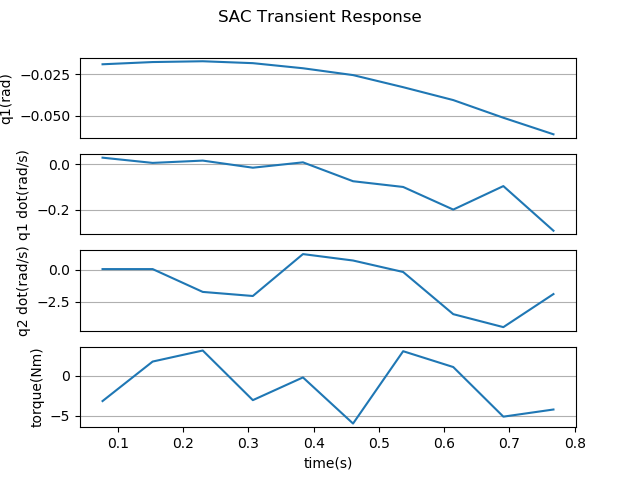 SAC Transient Response
−0.025
−0.050
q1(rad)
0.0
−0.2
q1 dot(rad/s)
0.0
−2.5
q2 dot(rad/s)
0
−5
torque(Nm)
0.1 0.2 0.3 0.4 0.5 0.6 0.7 0.8
time(s)